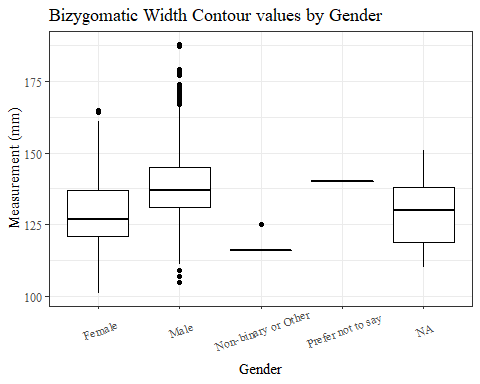 Bizygomatic Width Contour values by Gender
Measurement (mm)
175
150
125
100
Female
Male
Non-binary or Other
Prefer not to say
NA
Gender